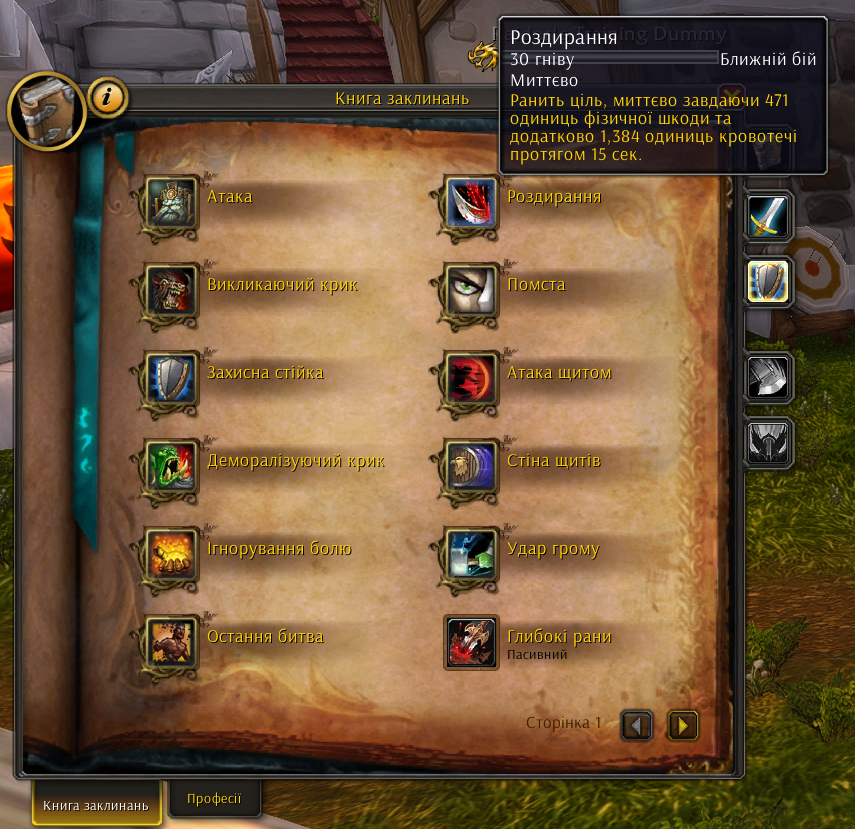 Роздирання
30 гніву Ближній бій
Миттєво
Ранить ціль, миттєво завдаючи 471
одиниць фізичної шкоди та
додатково 1,384 одиниць кровотечі
протягом 15 сек.
Книга заклинань
Атака
Викликаючий крик
Захисна стійка
Деморалізуючий крик
Ігнорування болю
Остання битва
Роздирання
Помста
Атака щитом
Стіна щитів
Удар грому
Глибокі рани
Пасивний
Сторінка 1
Книга заклинань
Професії